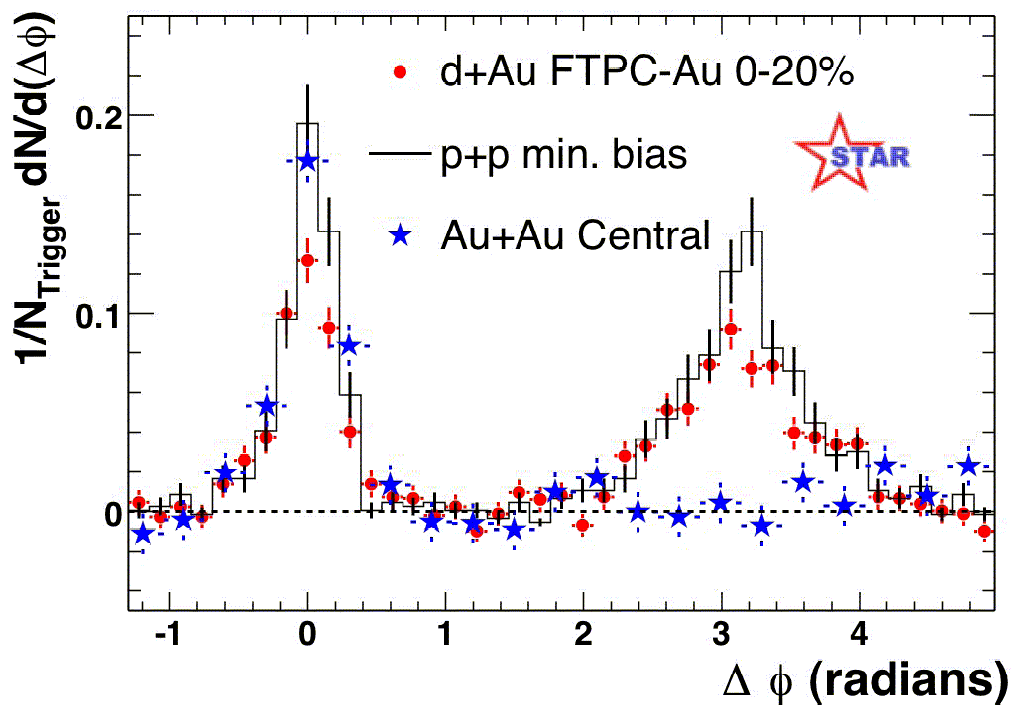 1/N_Trigger dN/d(Δϕ)
d+Au FTPC-Au 0-20%
p+p min. bias
Au+Au Central
STAR
0.2
0.1
0
-1 0 1 2 3 4
Δ ϕ (radians)